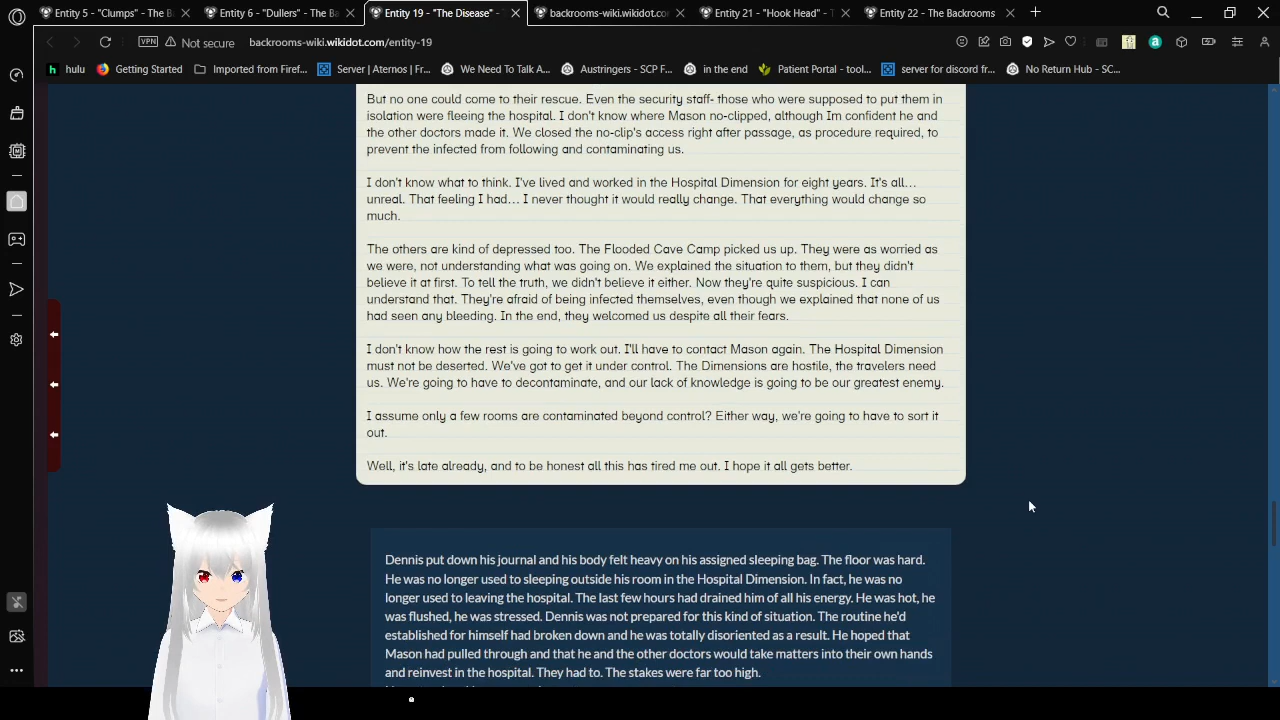 Entity 5 - "Clumps" - The B
Entity 6 - "Dullers" - The Ba
Entity 19 - "The Disease" -
backrooms-wiki.wikidot.co
Entity 21 - "Hook Head" - T
Entity 22 - The Backrooms
VPN Not secure backrooms-wiki.wikidot.com/entity-19
hulu Getting Started Imported from Firef... Server | Aternos | Fr... We Need To Talk A... Austringers - SCP F... in the end Patient Portal - tool... server for discord fr... No Return Hub - SC...
But no one could come to their rescue. Even the security staff- those who were supposed to put them in
isolation were fleeing the hospital. I don't know where Mason no-clipped, although Im confident he and
the other doctors made it. We closed the no-clip's access right after passage, as procedure required, to
prevent the infected from following and contaminating us.
I don't know what to think. I've lived and worked in the Hospital Dimension for eight years. It's all...
unreal. That feeling I had... I never thought it would really change. That everything would change so
much.
The others are kind of depressed too. The Flooded Cave Camp picked us up. They were as worried as
we were, not understanding what was going on. We explained the situation to them, but they didn't
believe it at first. To tell the truth, we didn't believe it either. Now they're quite suspicious. I can
understand that. They're afraid of being infected themselves, even though we explained that none of us
had seen any bleeding. In the end, they welcomed us despite all their fears.
I don't know how the rest is going to work out. I'll have to contact Mason again. The Hospital Dimension
must not be deserted. We've got to get it under control. The Dimensions are hostile, the travelers need
us. We're going to have to decontaminate, and our lack of knowledge is going to be our greatest enemy.
I assume only a few rooms are contaminated beyond control? Either way, we're going to have to sort it
out.
Well, it's late already, and to be honest all this has tired me out. I hope it all gets better.
Dennis put down his journal and his body felt heavy on his assigned sleeping bag. The floor was hard.
He was no longer used to sleeping outside his room in the Hospital Dimension. In fact, he was no
longer used to leaving the hospital. The last few hours had drained him of all his energy. He was hot, he
was flushed, he was stressed. Dennis was not prepared for this kind of situation. The routine he'd
established for himself had broken down and he was totally disoriented as a result. He hoped that
Mason had pulled through and that he and the other doctors would take matters into their own hands
and reinvest in the hospital. They had to. The stakes were far too high.